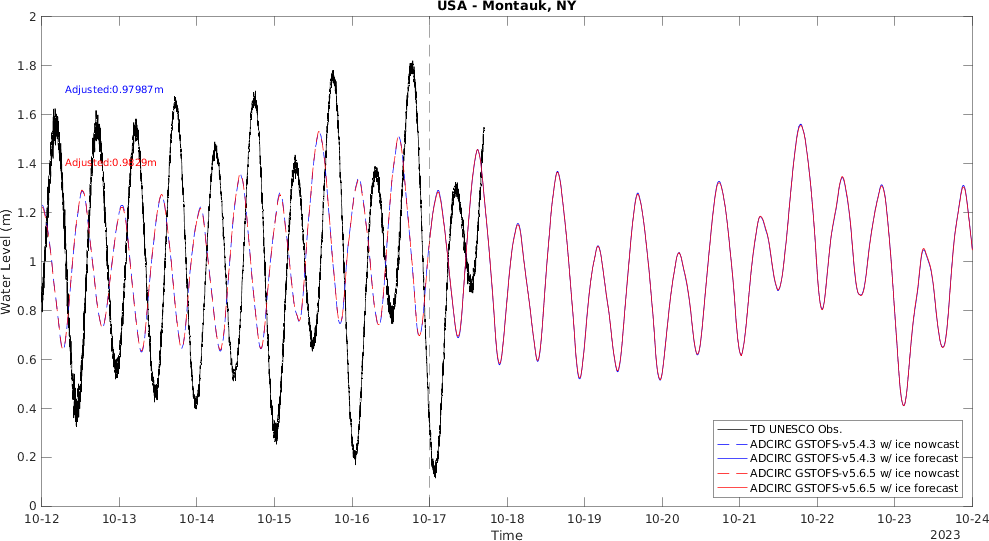 USA - Montauk, NY
2
1.8
1.6
1.4
1.2
1
0.8
0.6
0.4
0.2
0
Water Level (m)
Adjusted:0.97987m
Adjusted:0.9829m
TD UNESCO Obs.
ADCIRC GSTOFS-v5.4.3 w/ ice nowcast
ADCIRC GSTOFS-v5.4.3 w/ ice forecast
ADCIRC GSTOFS-v5.6.5 w/ ice nowcast
ADCIRC GSTOFS-v5.6.5 w/ ice forecast
10-12 10-13 10-14 10-15 10-16 10-17 10-18 10-19 10-20 10-21 10-22 10-23 10-24
Time
2023